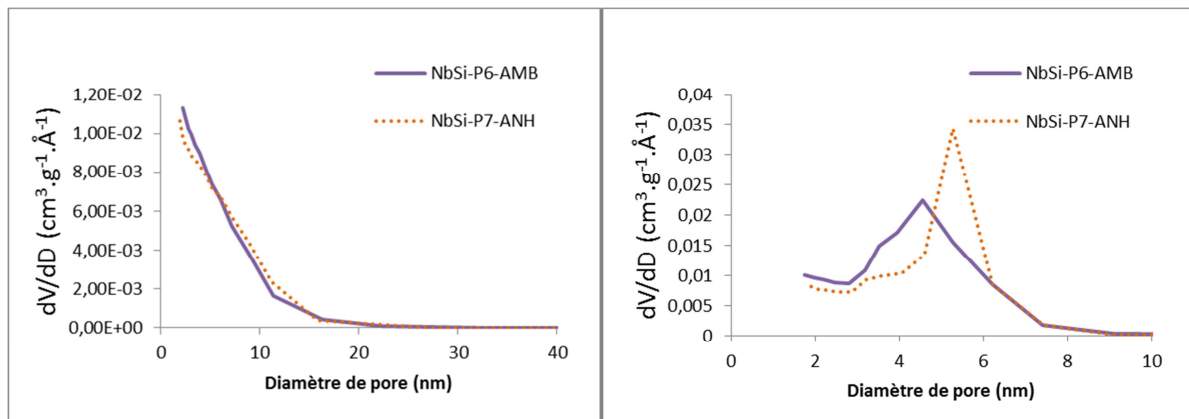 NbSi-P6-AMB
NbSi-P7-ANH
dV/dD (cm³.g⁻¹.Å⁻¹)
1,20E-02
1,00E-02
8,00E-03
6,00E-03
4,00E-03
2,00E-03
0,00E+00
0 10 20 30 40
Diamètre de pore (nm)
NbSi-P6-AMB
NbSi-P7-ANH
dV/dD (cm³.g⁻¹.Å⁻¹)
0,04
0,035
0,03
0,025
0,02
0,015
0,01
0,005
0
0 2 4 6 8 10
Diamètre de pore (nm)